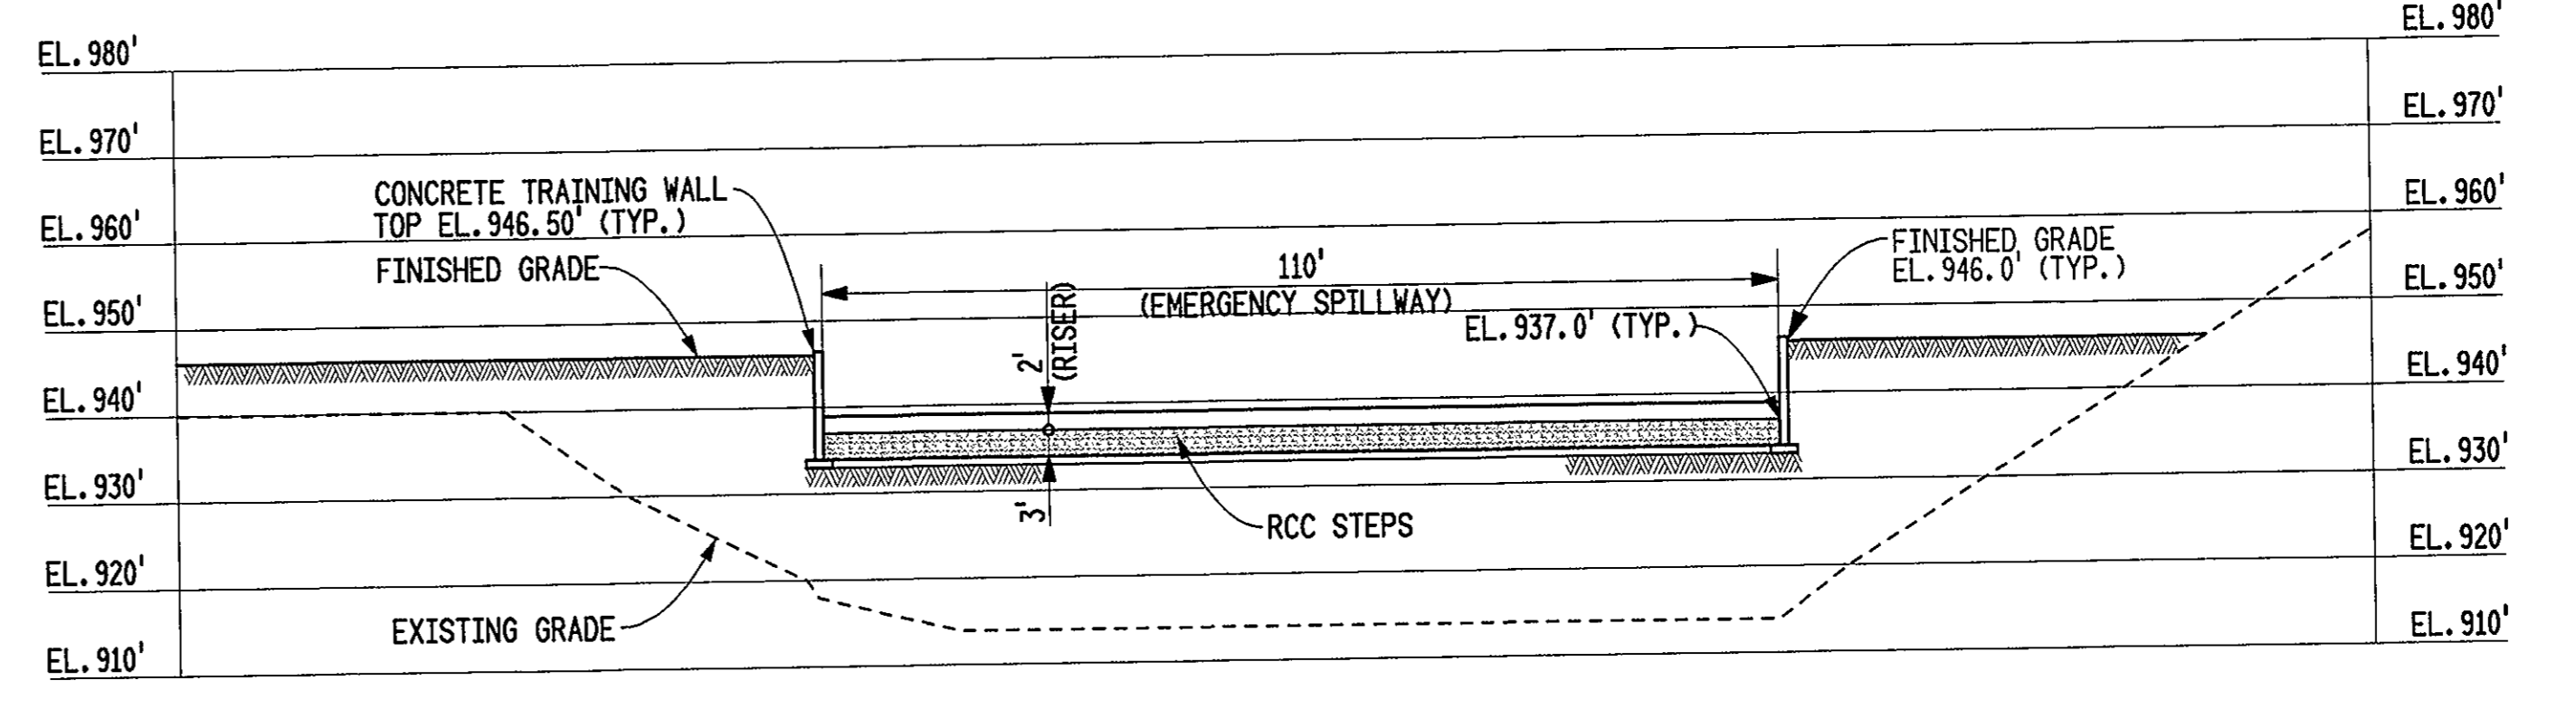 EL. 980'
EL. 980'
EL. 970'
EL. 970'
CONCRETE TRAINING WALL
TOP EL. 946.50' (TYP.)
EL. 960'
EL. 960'
FINISHED GRADE
EL. 946.0' (TYP.)
FINISHED GRADE
110'
(EMERGENCY SPILLWAY)
EL. 950'
EL. 950'
EL. 937.0' (TYP.)
2'
(RISER)
EL. 940'
EL. 940'
EL. 930'
EL. 930'
3'
RCC STEPS
EL. 920'
EL. 920'
EXISTING GRADE
EL. 910'
EL. 910'